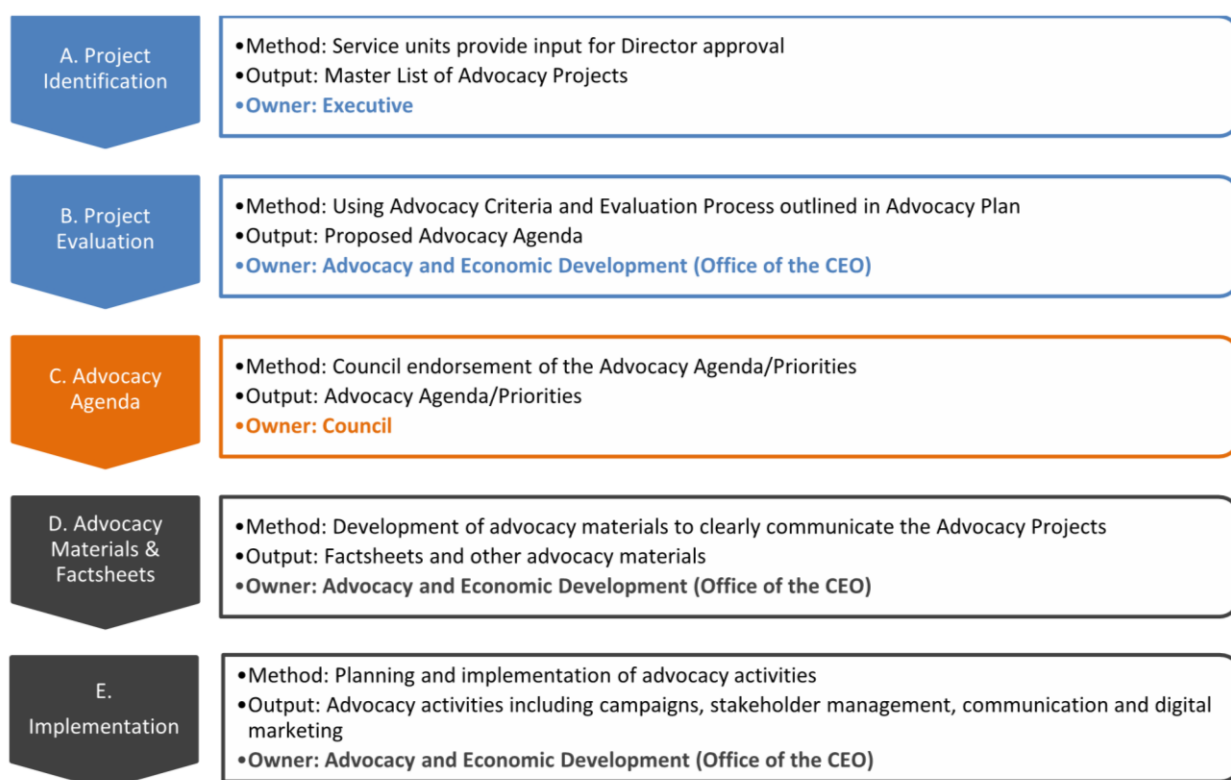 A. Project
Identification
•Method: Service units provide input for Director approval
•Output: Master List of Advocacy Projects
•Owner: Executive
B. Project
Evaluation
•Method: Using Advocacy Criteria and Evaluation Process outlined in Advocacy Plan
•Output: Proposed Advocacy Agenda
•Owner: Advocacy and Economic Development (Office of the CEO)
C. Advocacy
Agenda
•Method: Council endorsement of the Advocacy Agenda/Priorities
•Output: Advocacy Agenda/Priorities
•Owner: Council
D. Advocacy
Materials &
Factsheets
•Method: Development of advocacy materials to clearly communicate the Advocacy Projects
•Output: Factsheets and other advocacy materials
•Owner: Advocacy and Economic Development (Office of the CEO)
E.
Implementation
•Method: Planning and implementation of advocacy activities
•Output: Advocacy activities including campaigns, stakeholder management, communication and digital
marketing
•Owner: Advocacy and Economic Development (Office of the CEO)